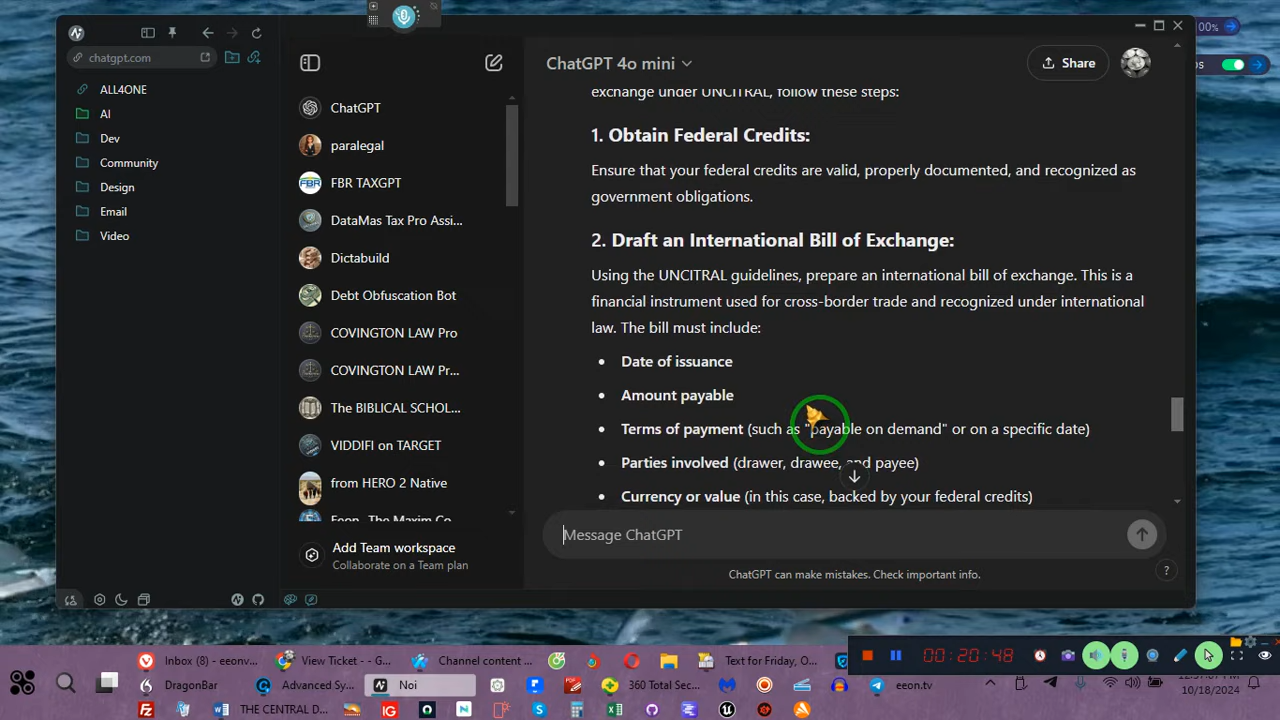 100%
chatgpt.com
ChatGPT 4o mini
Share
ALL4ONE
AI
Dev
Community
Design
Email
Video
ChatGPT
paralegal
FBR TAXGPT
DataMas Tax Pro Assi...
Dictabuild
Debt Obfuscation Bot
COVINGTON LAW Pro
COVINGTON LAW Pr...
The BIBLICAL SCHOL...
VIDDIFI on TARGET
from HERO 2 Native
Eeon The Maxim Co
Add Team workspace
Collaborate on a Team plan
exchange under UNCITRAL, follow these steps:
1. Obtain Federal Credits:
Ensure that your federal credits are valid, properly documented, and recognized as
government obligations.
2. Draft an International Bill of Exchange:
Using the UNCITRAL guidelines, prepare an international bill of exchange. This is a
financial instrument used for cross-border trade and recognized under international
law. The bill must include:
• Date of issuance
• Amount payable
• Terms of payment (such as "payable on demand" or on a specific date)
• Parties involved (drawer, drawee, and payee)
• Currency or value (in this case, backed by your federal credits)
Message ChatGPT
ChatGPT can make mistakes. Check important info.
?
00:20:48
Inbox (8) - eeonv...
View Ticket - - G...
Channel content ...
Text for Friday, O...
DragonBar
Advanced Sy...
Noi
360 Total Sec...
eeon.tv
THE CENTRAL D...
10/18/2024